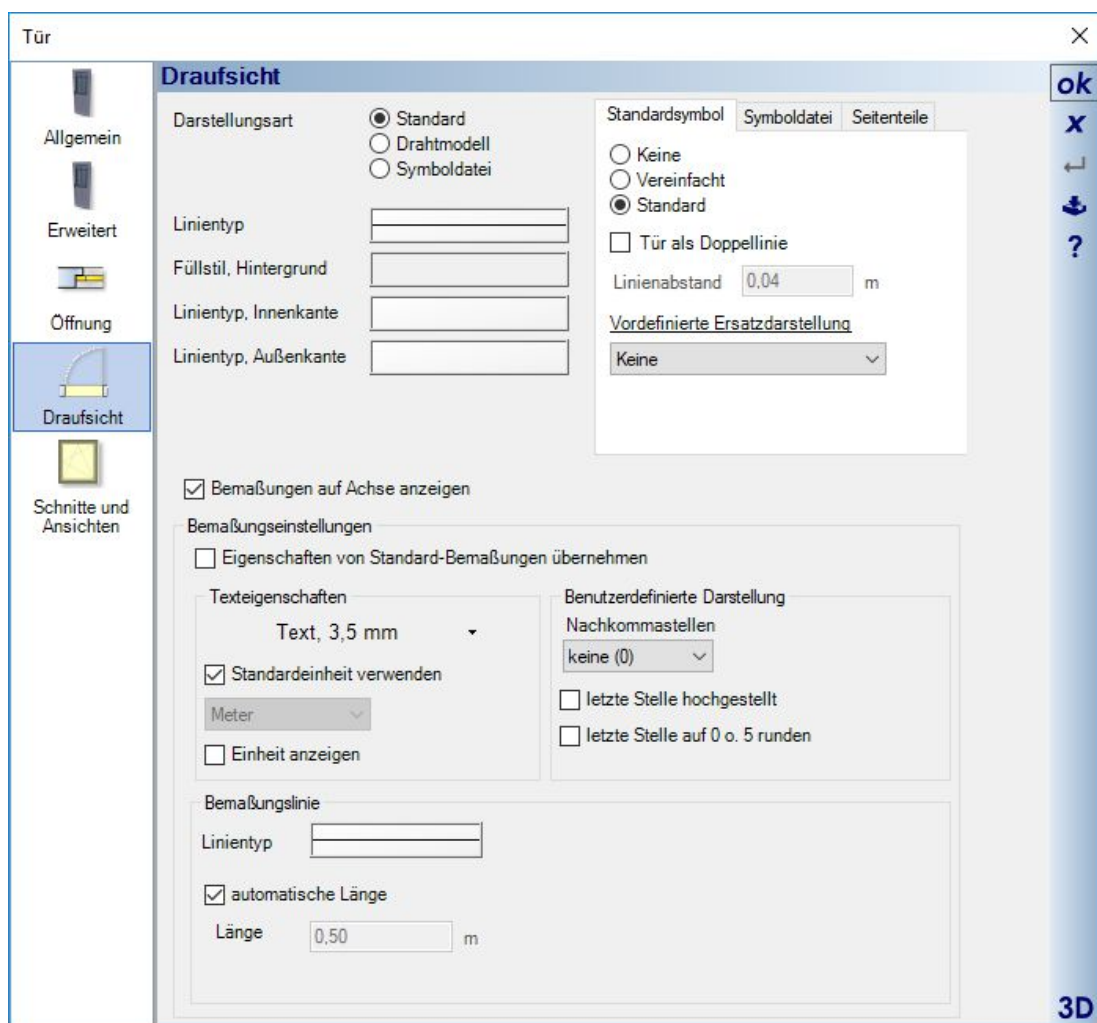 Tür
Allgemein
Erweitert
Öffnung
Draufsicht
Schnitte und
Ansichten
Draufsicht
Darstellungsart
Standard
Drahtmodell
Symboldatei
Linientyp
Füllstil, Hintergrund
Linientyp, Innenkante
Linientyp, Außenkante
Standardsymbol Symboldatei Seitenteile
Keine
Vereinfacht
Standard
Tür als Doppellinie
Linienabstand 0,04 m
Vordefinierte Ersatzdarstellung
Keine
Bemaßungen auf Achse anzeigen
Bemaßungseinstellungen
Eigenschaften von Standard-Bemaßungen übernehmen
Texteigenschaften
Text, 3,5 mm
Standardeinheit verwenden
Meter
Einheit anzeigen
Benutzerdefinierte Darstellung
Nachkommastellen
keine (0)
letzte Stelle hochgestellt
letzte Stelle auf 0 o. 5 runden
Bemaßungslinie
Linientyp
automatische Länge
Länge 0,50 m
ok
x
?
3D